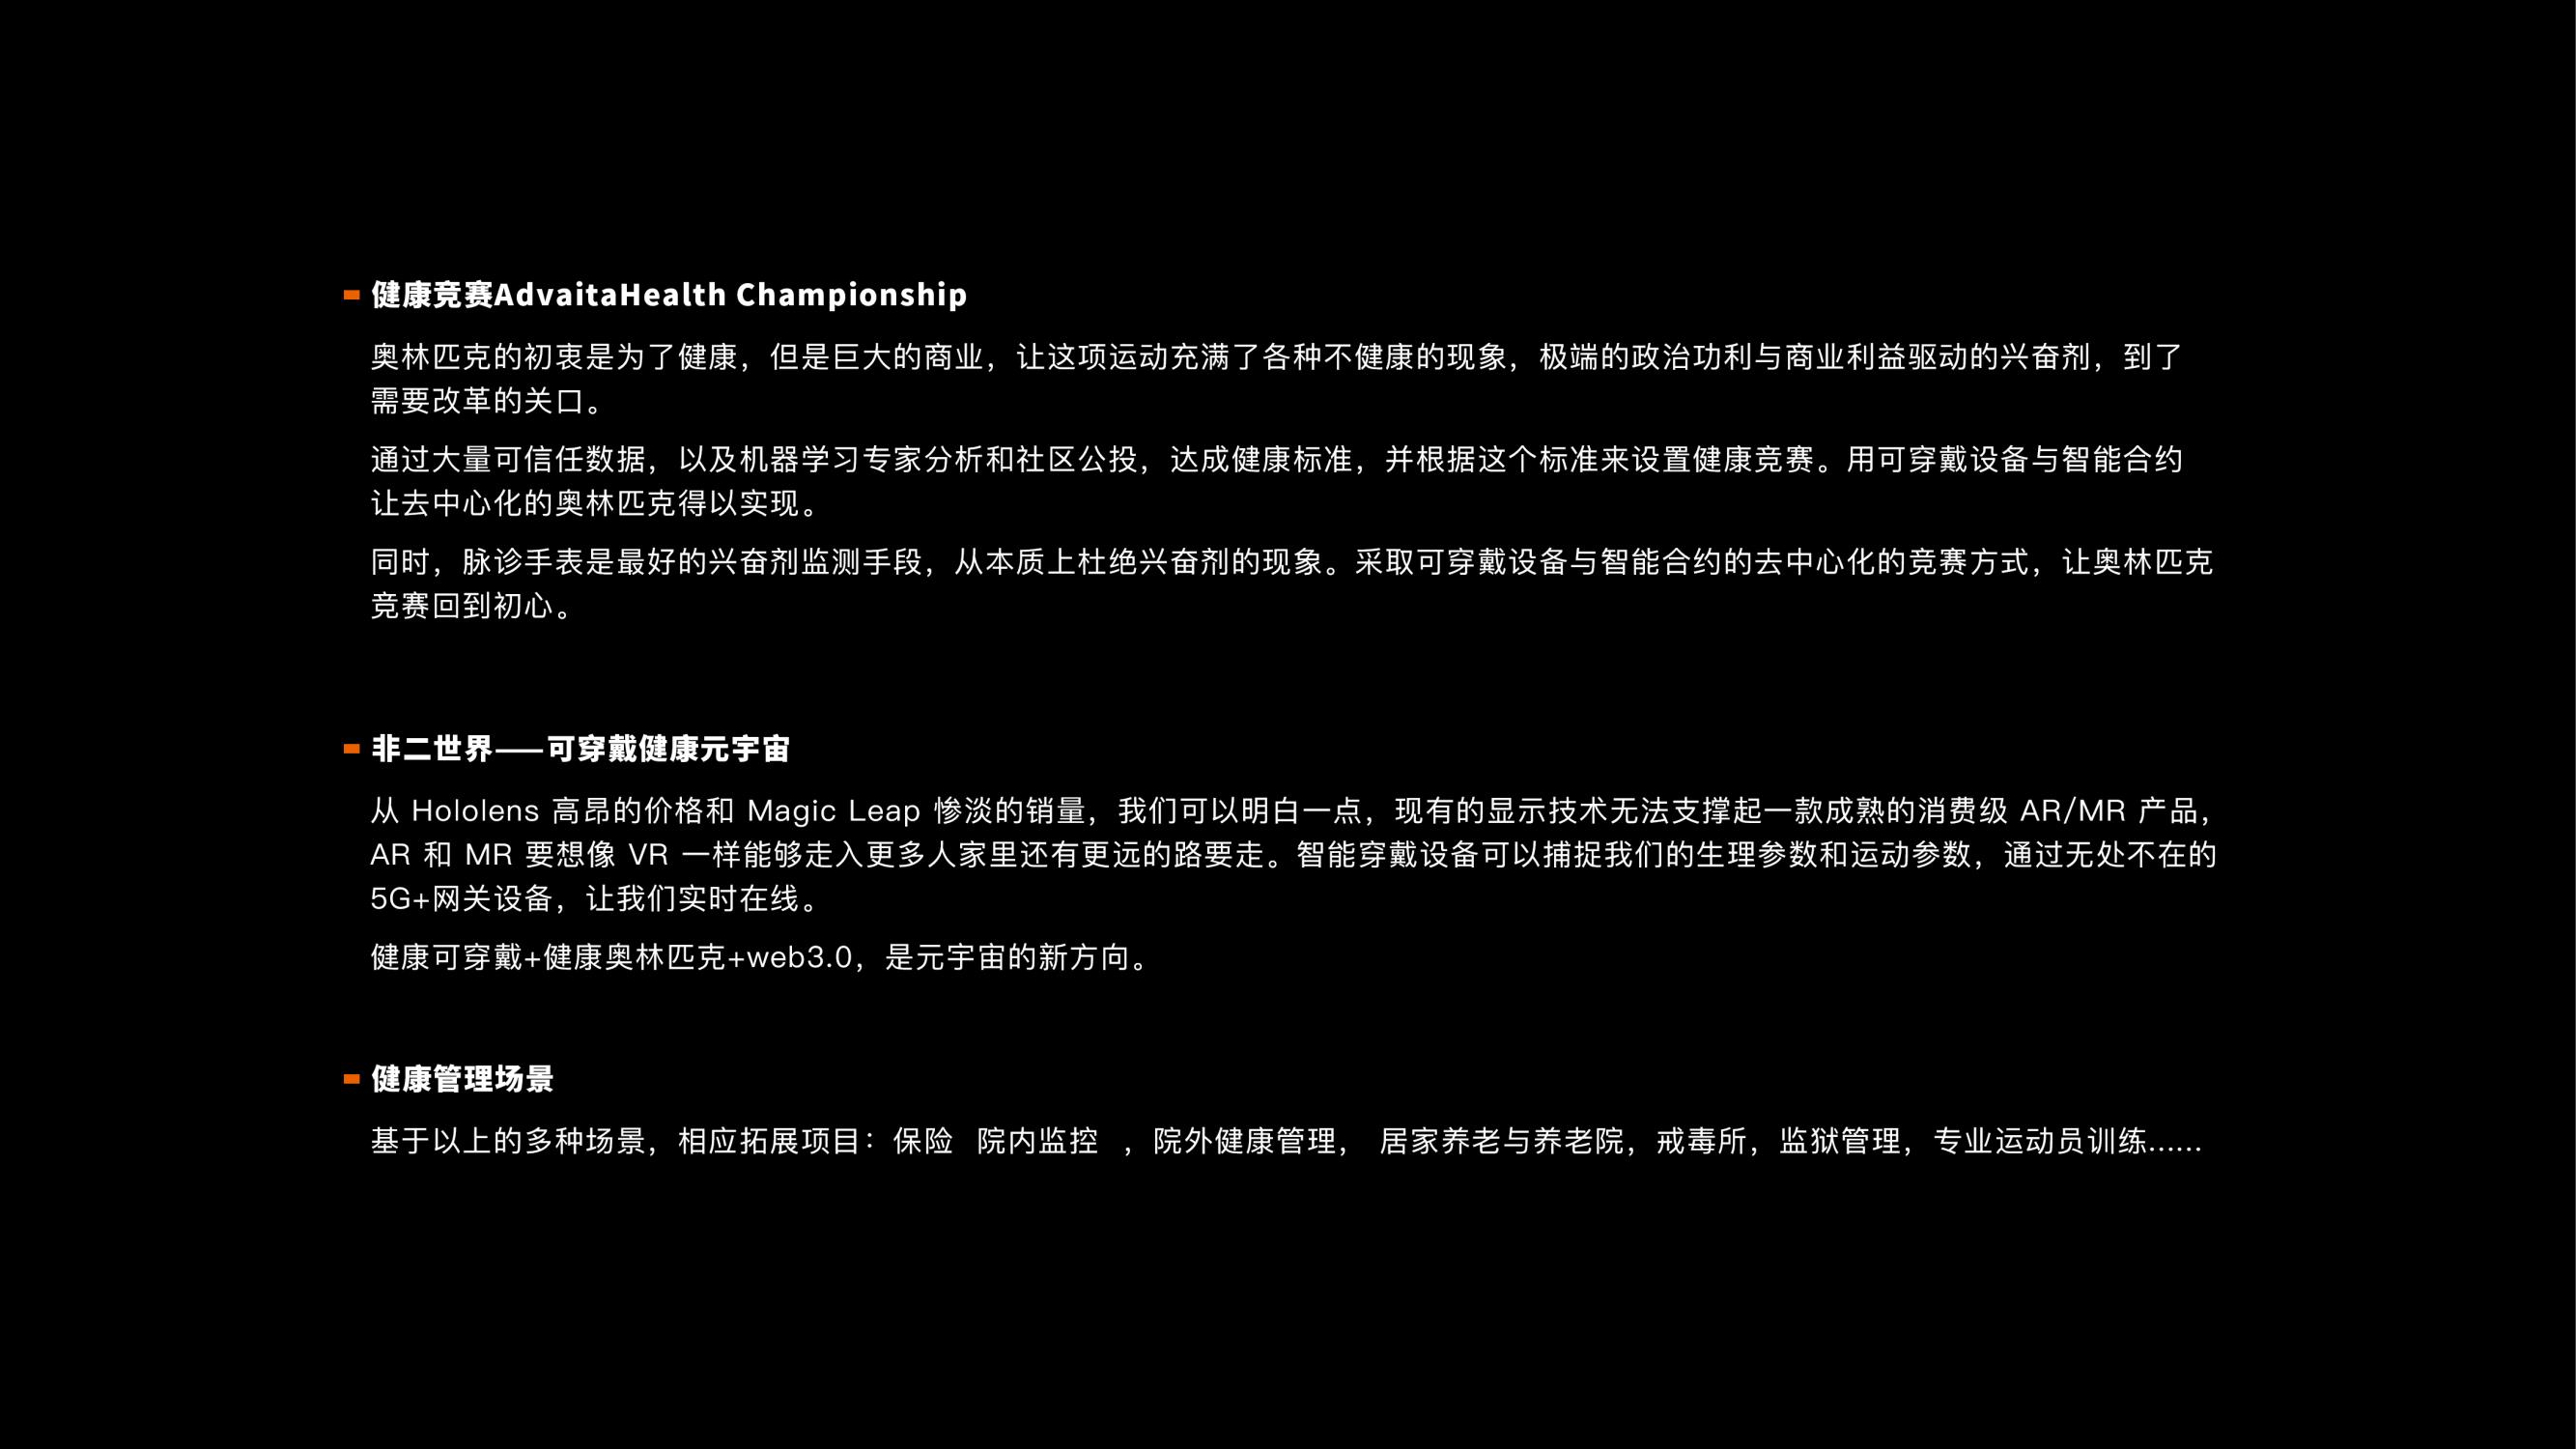 健康竞赛AdvaitaHealth Championship
奥林匹克的初衷是为了健康，但是巨大的商业，让这项运动充满了各种不健康的现象，极端的政治功利与商业利益驱动的兴奋剂，到了
需要改革的关口。
通过大量可信任数据，以及机器学习专家分析和社区公投，达成健康标准，并根据这个标准来设置健康竞赛。用可穿戴设备与智能合约
让去中心化的奥林匹克得以实现。
同时，脉诊手表是最好的兴奋剂监测手段，从本质上杜绝兴奋剂的现象。采取可穿戴设备与智能合约的去中心化的竞赛方式，让奥林匹克
竞赛回到初心。
非二世界——可穿戴健康元宇宙
从 Hololens 高昂的价格和 Magic Leap 惨淡的销量，我们可以明白一点，现有的显示技术无法支撑起一款成熟的消费级 AR/MR 产品，
AR 和 MR 要想像 VR 一样能够走入更多人家里还有更远的路要走。智能穿戴设备可以捕捉我们的生理参数和运动参数，通过无处不在的
5G+网关设备，让我们实时在线。
健康可穿戴+健康奥林匹克+web3.0，是元宇宙的新方向。
健康管理场景
基于以上的多种场景，相应拓展项目：保险 院内监控 ，院外健康管理， 居家养老与养老院，戒毒所，监狱管理，专业运动员训练……